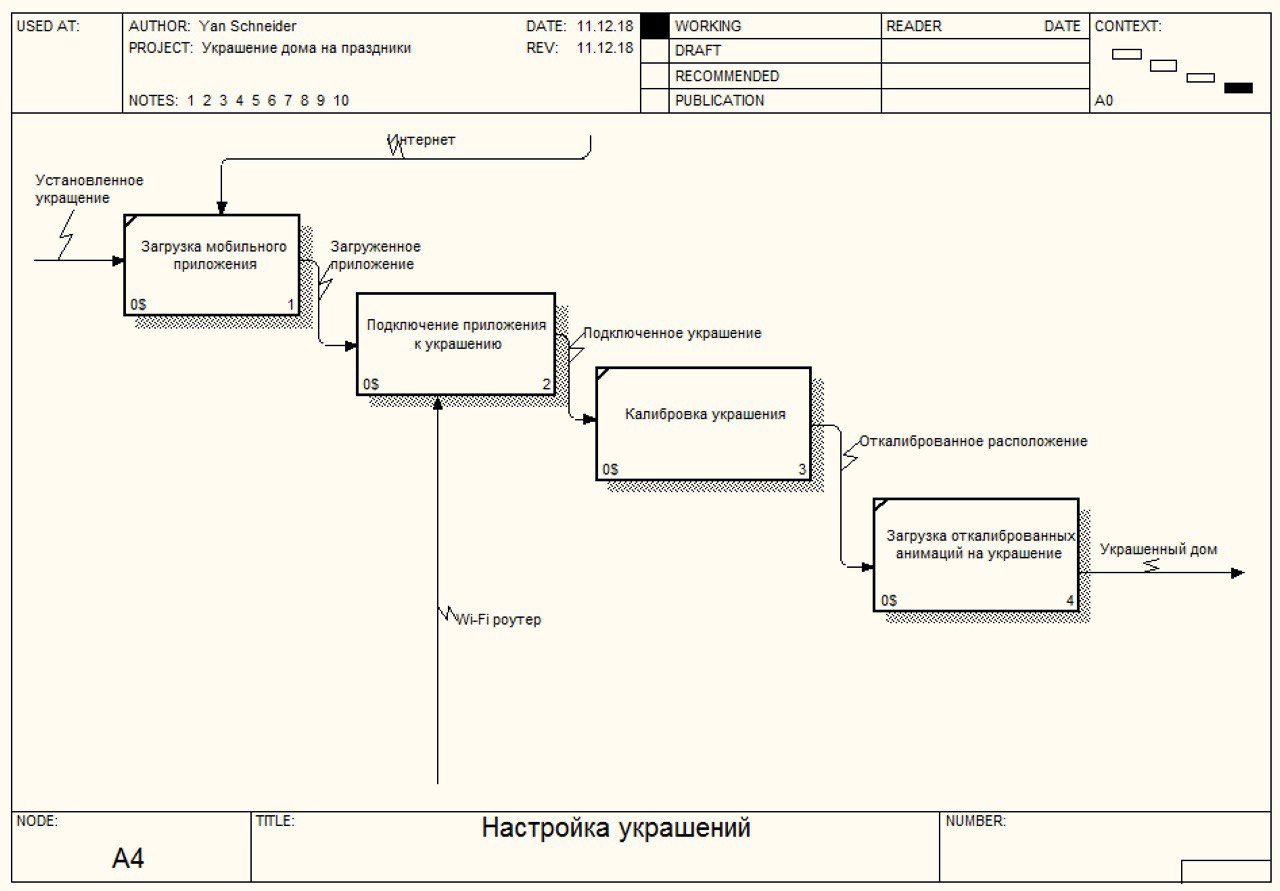 USED AT:
AUTHOR: Yan Schneider
DATE: 11.12.18
PROJECT: Украшение дома на праздники
REV: 11.12.18
NOTES: 1 2 3 4 5 6 7 8 9 10
WORKING
DRAFT
RECOMMENDED
PUBLICATION
READER
DATE
CONTEXT:
A0
Интернет
Установленное
укращение
Загрузка мобильного
приложения
0$
1
Загруженное
приложение
Подключение приложения
к украшению
0$
2
Подключенное украшение
Калибровка украшения
0$
3
Откалиброванное расположение
Загрузка откалиброванных
анимаций на украшение
0$
4
Украшенный дом
Wi-Fi роутер
NODE:
A4
TITLE:
Настройка украшений
NUMBER: